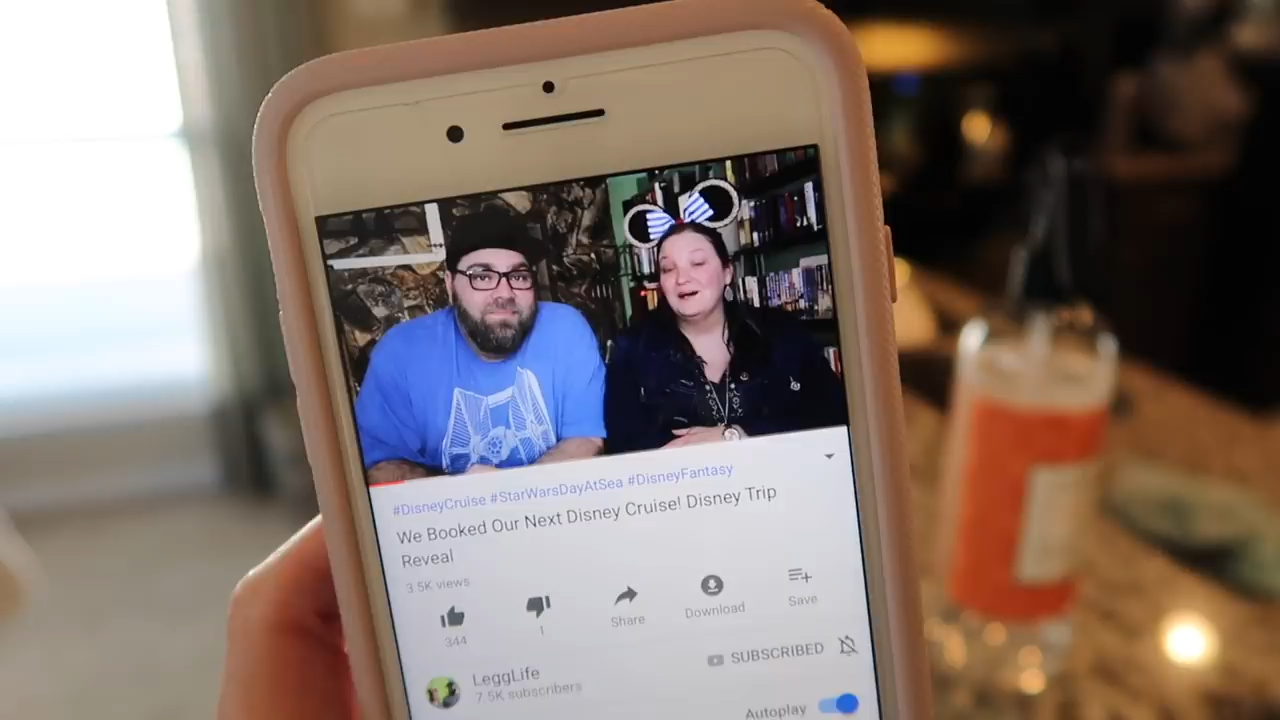 #DisneyCruise #StarWarsDayAtSea #DisneyFantasy
We Booked Our Next Disney Cruise! Disney Trip
Reveal
3.5K views
344
1
Share
Download
Save
LeggLife
7.5K subscribers
SUBSCRIBED
Autoplay